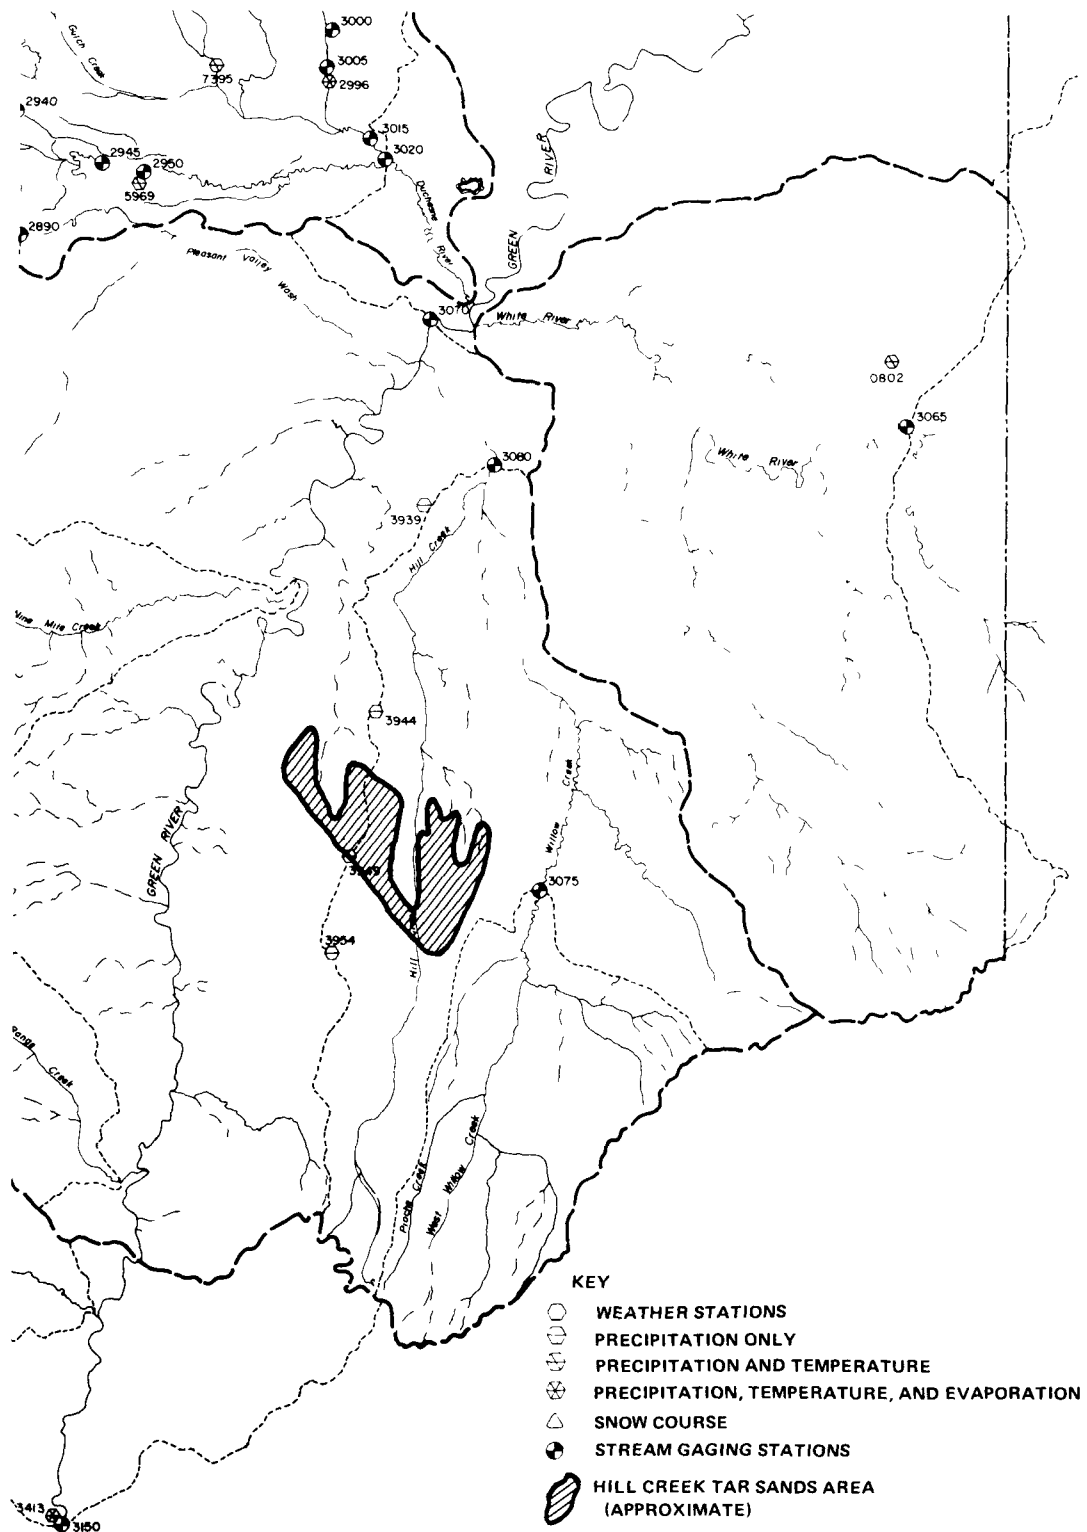 3000
Gulch Creek
3005
7395
2996
2940
3015
2945
2950
3020
5969
Duchesne River
GREEN RIVER
2890
Pleasant Valley Wash
3070
White River
0802
3065
3080
White River
3939
Hill Creek
Nine Mile Creek
3944
Willow Creek
GREEN RIVER
3949
3075
3954
Hill
Range Creek
West Willow Creek
KEY
WEATHER STATIONS
PRECIPITATION ONLY
PRECIPITATION AND TEMPERATURE
PRECIPITATION, TEMPERATURE, AND EVAPORATION
SNOW COURSE
STREAM GAGING STATIONS
HILL CREEK TAR SANDS AREA
(APPROXIMATE)
3413
3150